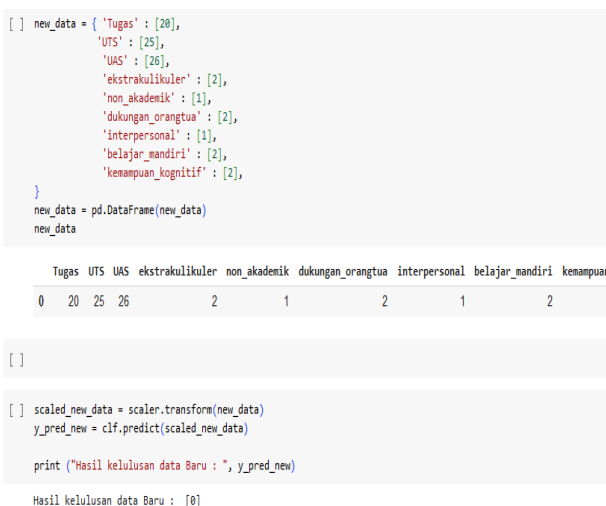 [ ] new_data = { 'Tugas' : [20],
'UTS' : [25],
'UAS' : [26],
'ekstrakulikuler' : [2],
'non_akademik' : [1],
'dukungan_orangtua' : [2],
'interpersonal' : [1],
'belajar_mandiri' : [2],
'kemampuan_kognitif' : [2],
}
new_data = pd.DataFrame(new_data)
new_data
Tugas UTS UAS ekstrakulikuler non_akademik dukungan_orangtua interpersonal belajar_mandiri kemampuan
0 20 25 26 2 1 2 1 2
[ ]
[ ] scaled_new_data = scaler.transform(new_data)
y_pred_new = clf.predict(scaled_new_data)
print ("Hasil kelulusan data Baru : ", y_pred_new)
Hasil kelulusan data Baru :  [0]